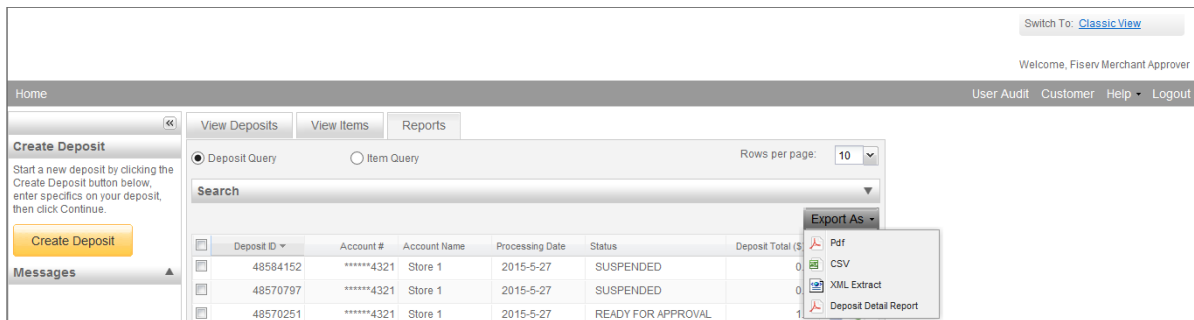 Switch To: Classic View
Welcome, Fiserv Merchant Approver
Home User Audit Customer Help Logout
View Deposits View Items Reports
Create Deposit
Start a new deposit by clicking the
Create Deposit button below,
enter specifics on your deposit,
then click Continue.
Create Deposit
Messages
Deposit Query Item Query Rows per page: 10
Search
Export As
Pdf
CSV
XML Extract
Deposit Detail Report
Deposit ID Account # Account Name Processing Date Status Deposit Total ($
48584152 ******4321 Store 1 2015-5-27 SUSPENDED 0.
48570797 ******4321 Store 1 2015-5-27 SUSPENDED 0.
48570251 ******4321 Store 1 2015-5-27 READY FOR APPROVAL 1.